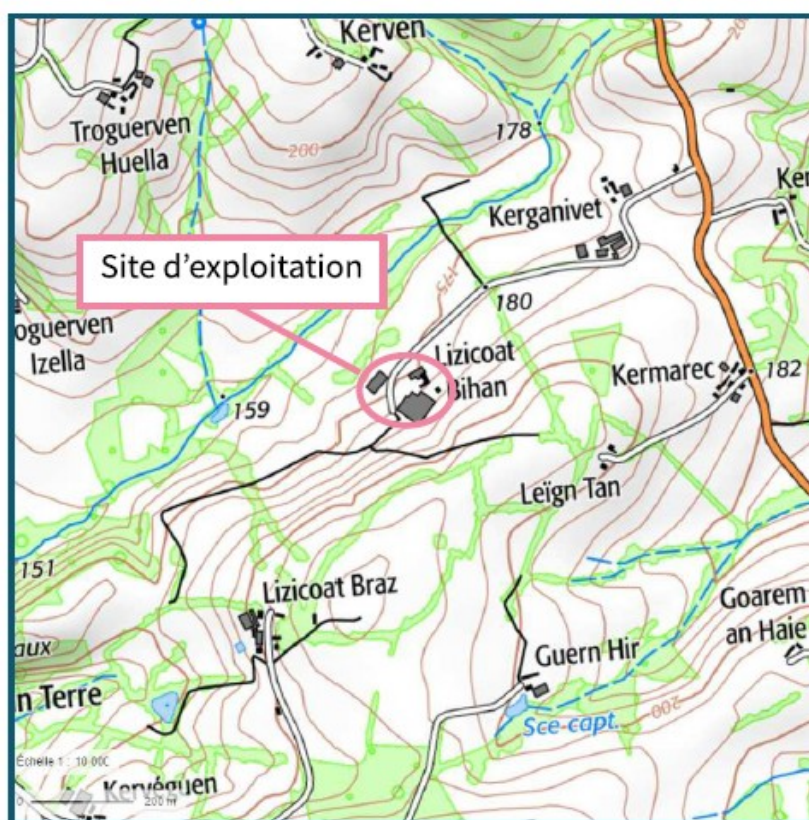 Kerven
Troguerven
Huella
200
178
Kerganivet
Ker
Site d'exploitation
175
180
oguerven
Izella
Lizicoat
Bihan
Kermarec
182
159
Leïgn Tan
151
Lizicoat Braz
Goarem
an Haie
aux
Guern Hir
n Terre
200
Sce capt.
Échelle 1 : 10 000
Kervéguen
0
200 m